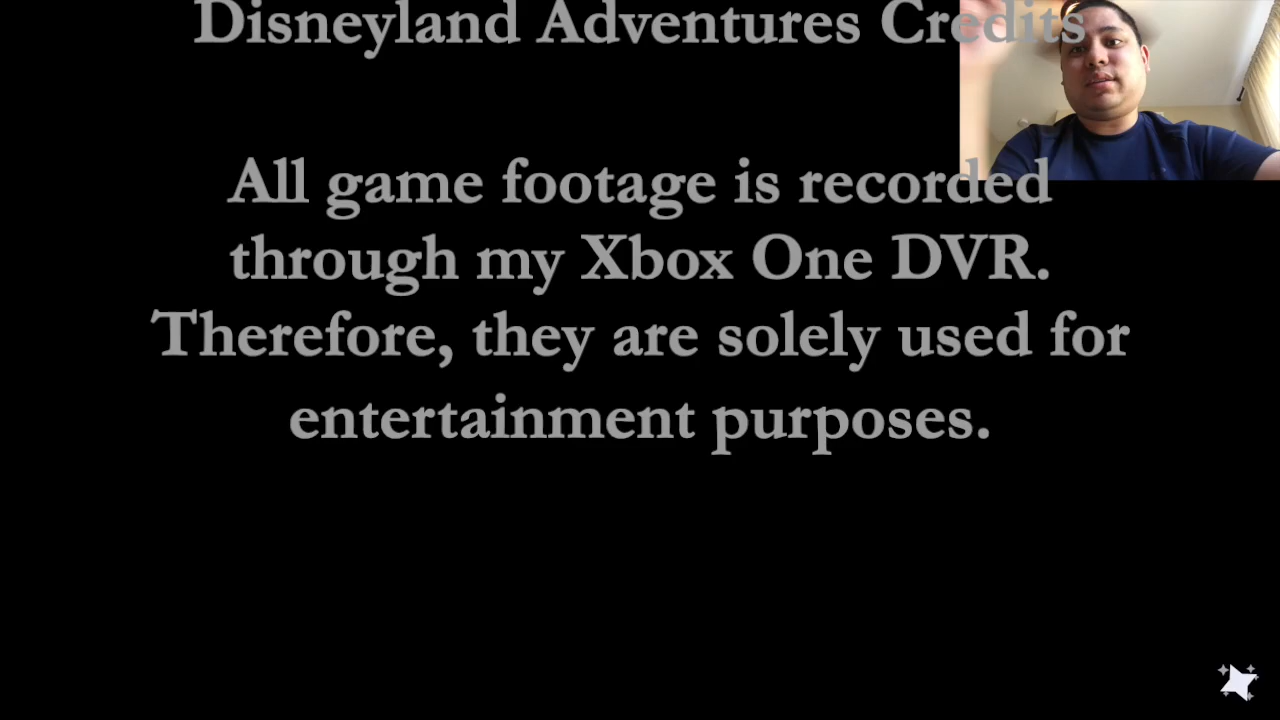 Disneyland Adventures Credits
All game footage is recorded
through my Xbox One DVR.
Therefore, they are solely used for
entertainment purposes.